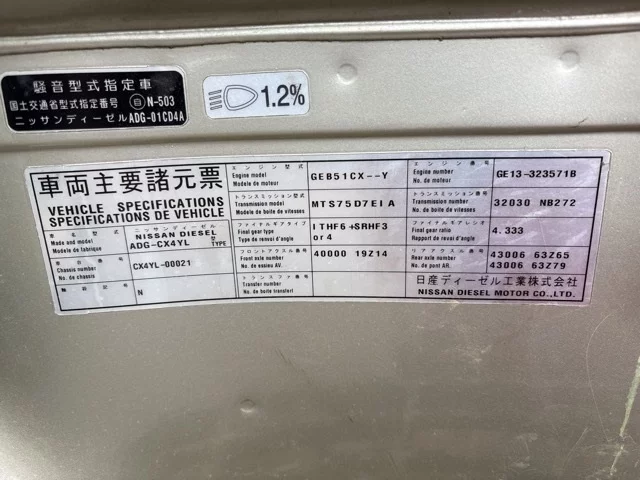 騒音型式指定車
国土交通省型式指定番号 自 N-503
ニッサンディーゼル ADG-01CD4A
1.2%
車両主要諸元票
VEHICLE SPECIFICATIONS
SPECIFICATIONS DE VEHICLE
車名型式 ニッサンディーゼル
Make and model NISSAN DIESEL
Modele de fabrique ADG-CX4YL 型 TYPE
車台番号
Chassis number CX4YL-00021
No. de chassis
N
エンジン型式
Engine model GEB51CX--Y
Modele de moteur
トランスミッション型式
Transmission model MTS75D7EIA
Modele de boite de vitesses
ファイナルギアタイプ
Final gear type 1THF6+SRHF3
Type de renvoi d'angle or 4
フロントアクスル番号
Front axle number 40000 19Z14
No. de essieu AV.
トランスファ番号
Transfer number
No. de boite transfert
エンジン番号
Engine number GE13-323571B
No. de moteur
トランスミッション番号
Transmission number 32030 NB272
No. de boite de vitesses
ファイナルギアレシオ
Final gear ratio 4.333
Rapport de renvoi d'angle
リアアクスル番号 43006 63Z65
Rear axle number 43006 63Z79
No. de pont AR.
日産ディーゼル工業株式会社
NISSAN DIESEL MOTOR CO.,LTD.